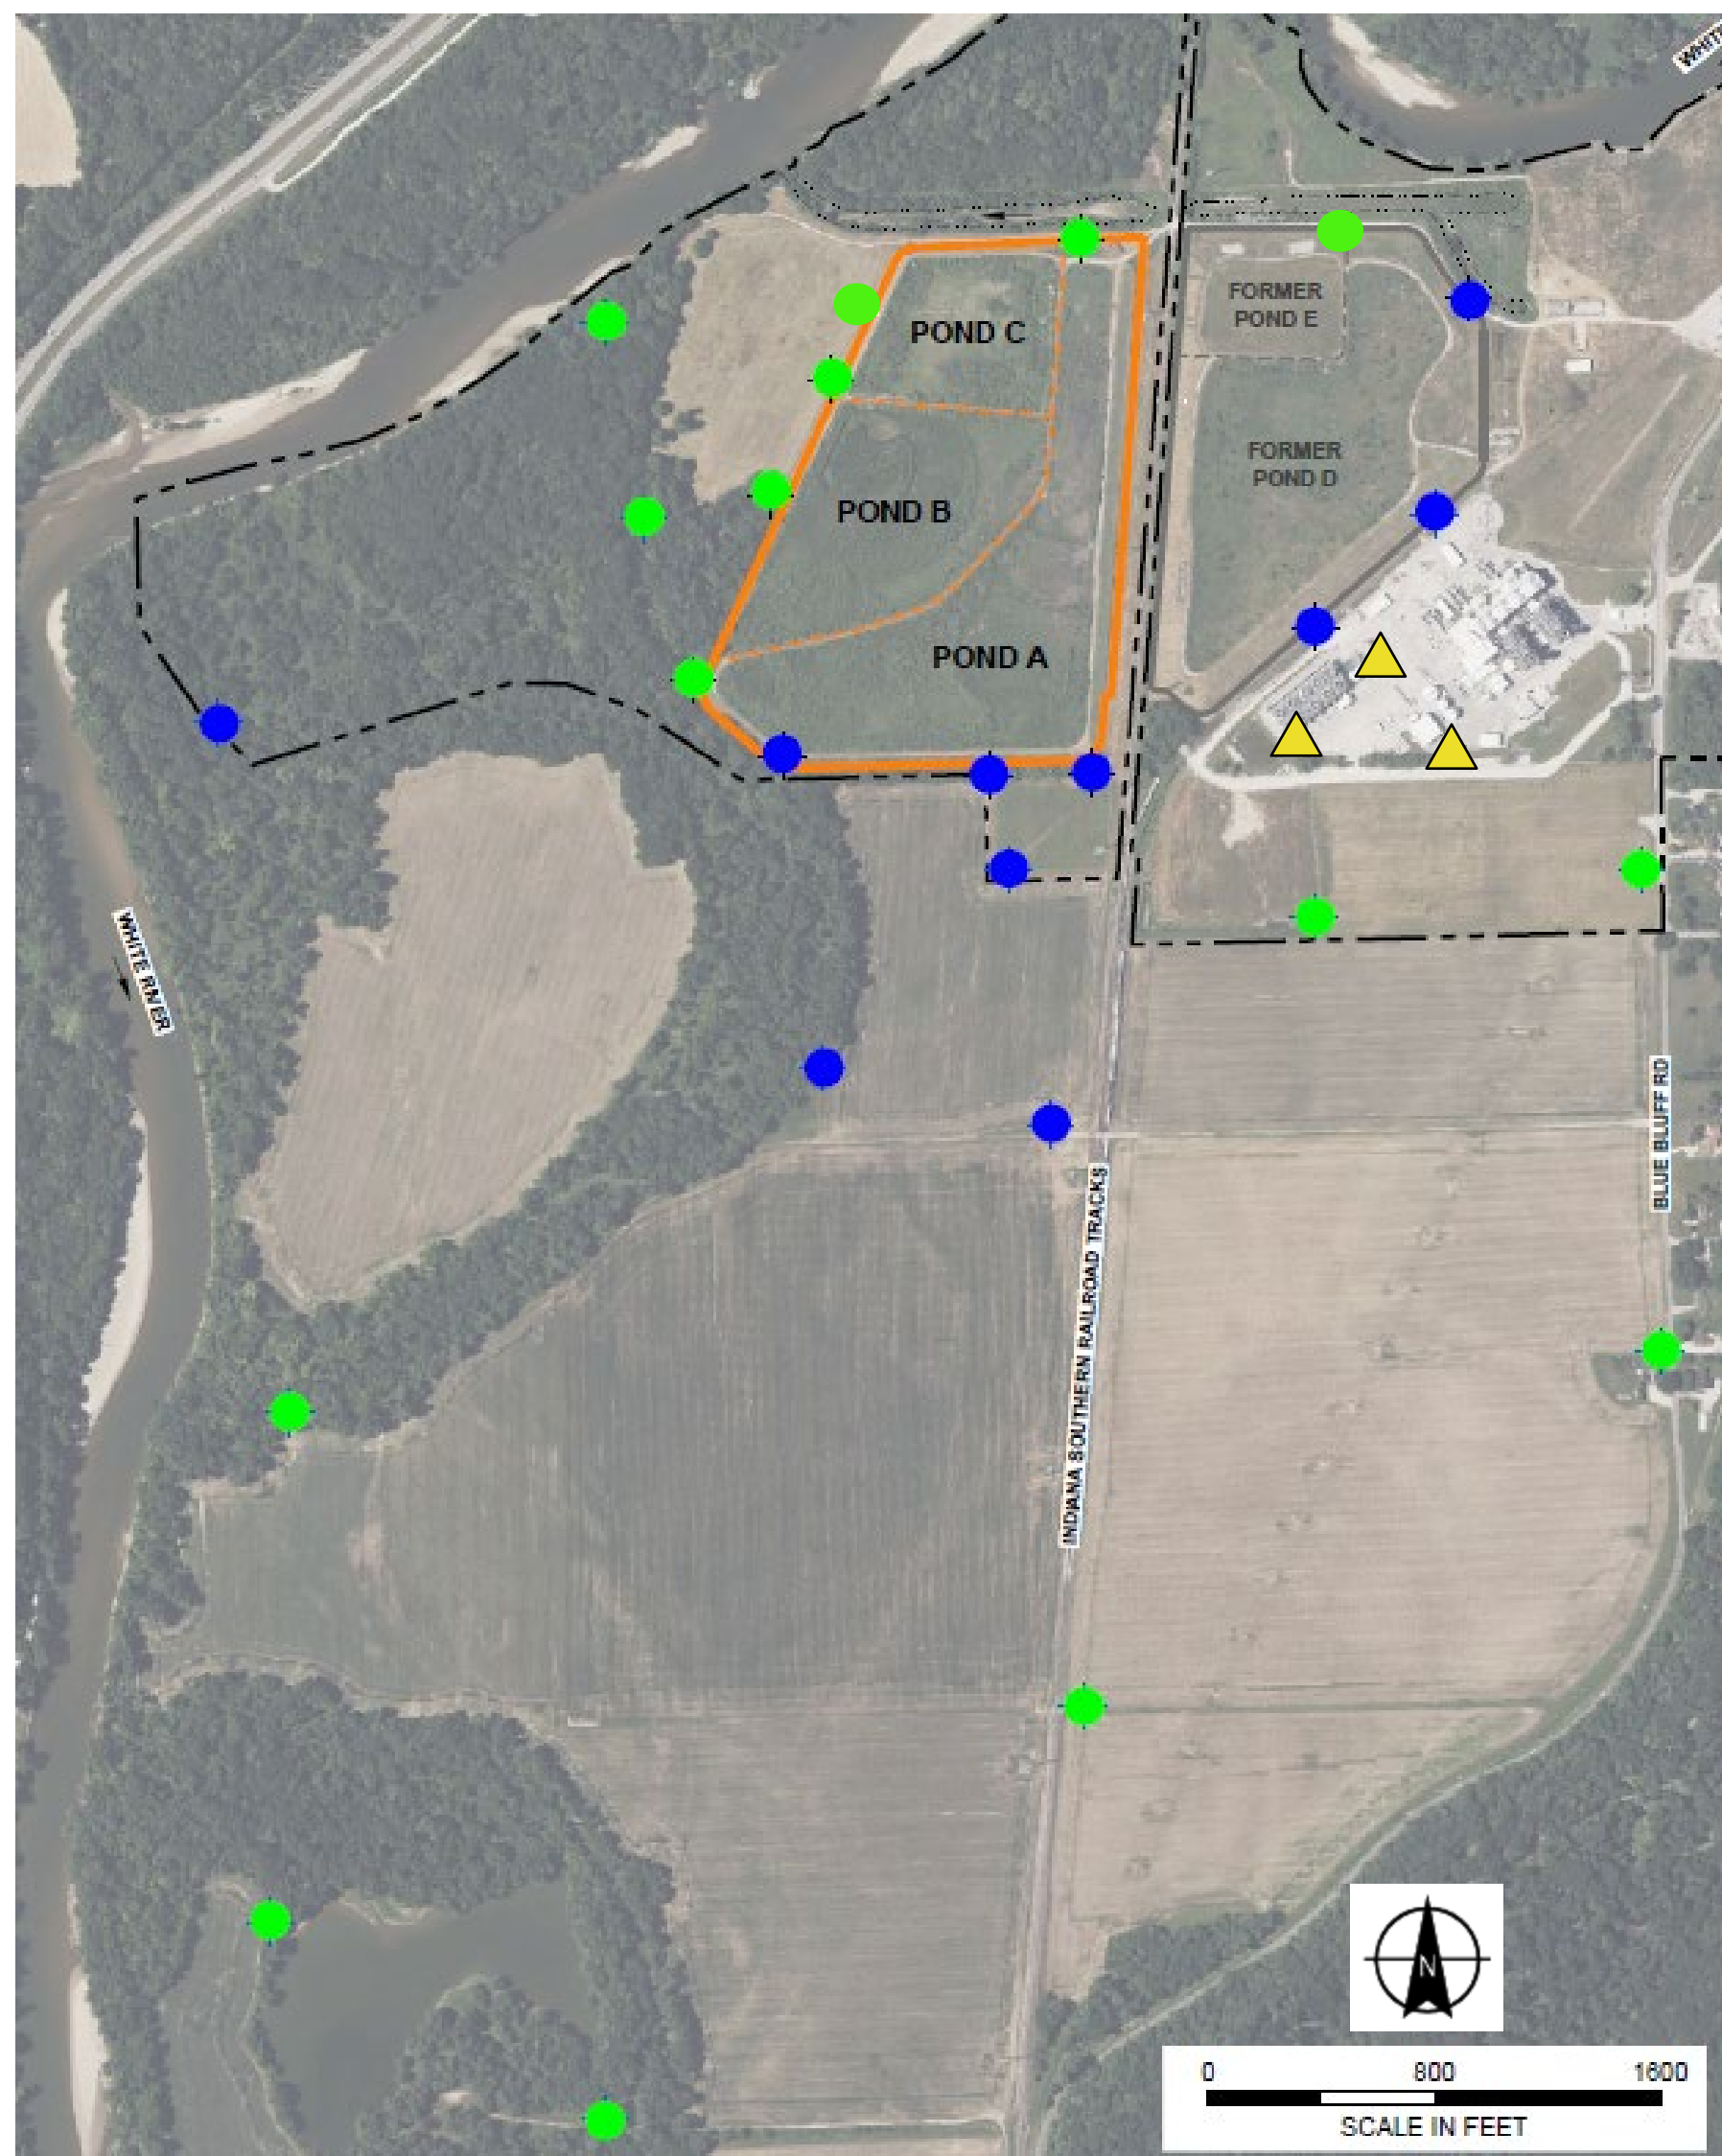 WHITE
FORMER
POND E
POND C
FORMER
POND D
POND B
POND A
WHITE RIVER
BLUE BLUFF RD
INDIANA SOUTHERN RAILROAD TRACKS
N
0 800 1600
SCALE IN FEET